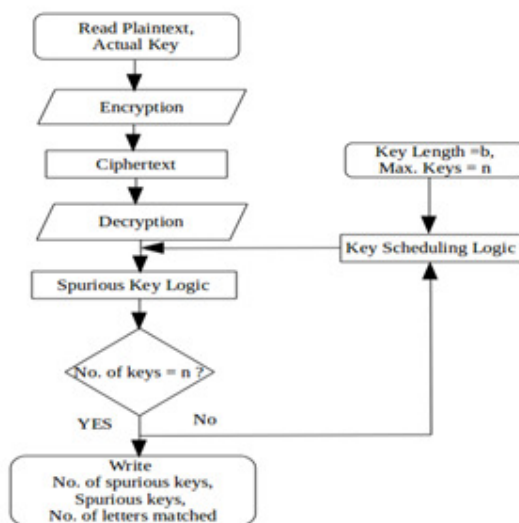 Read Plaintext,
Actual Key
Encryption
Ciphertext
Decryption
Key Length =b,
Max. Keys = n
Key Scheduling Logic
Spurious Key Logic
No. of keys = n ?
YES
No
Write
No. of spurious keys,
Spurious keys,
No. of letters matched